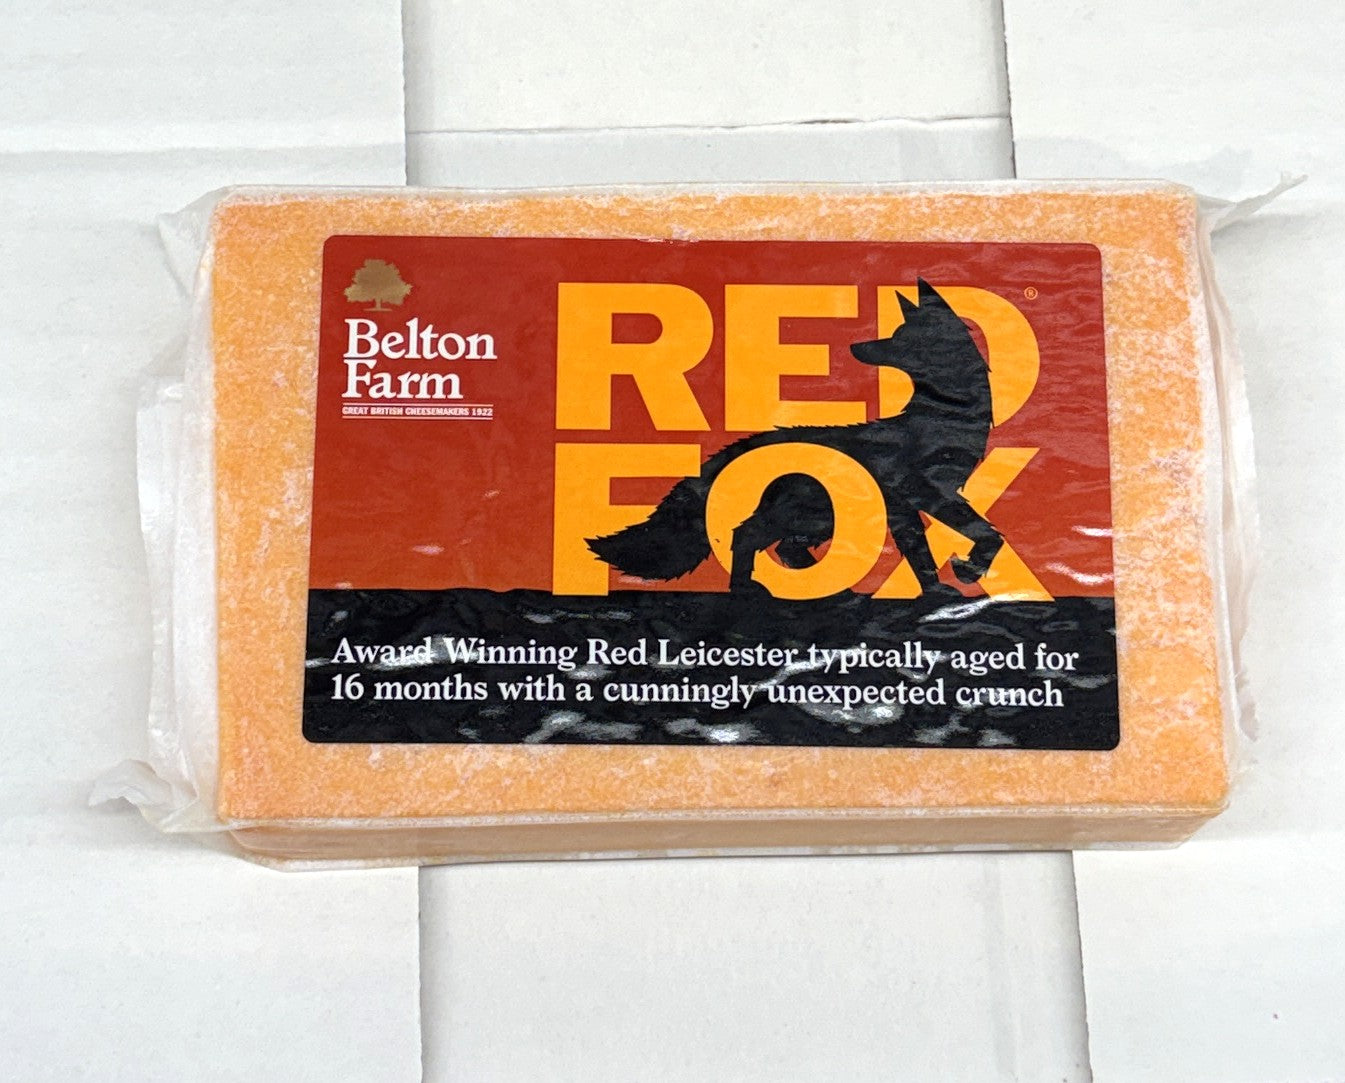 Belton
Farm
GREAT BRITISH CHEESEMAKERS 1922
RED®
FOX
Award Winning Red Leicester typically aged for
16 months with a cunningly unexpected crunch